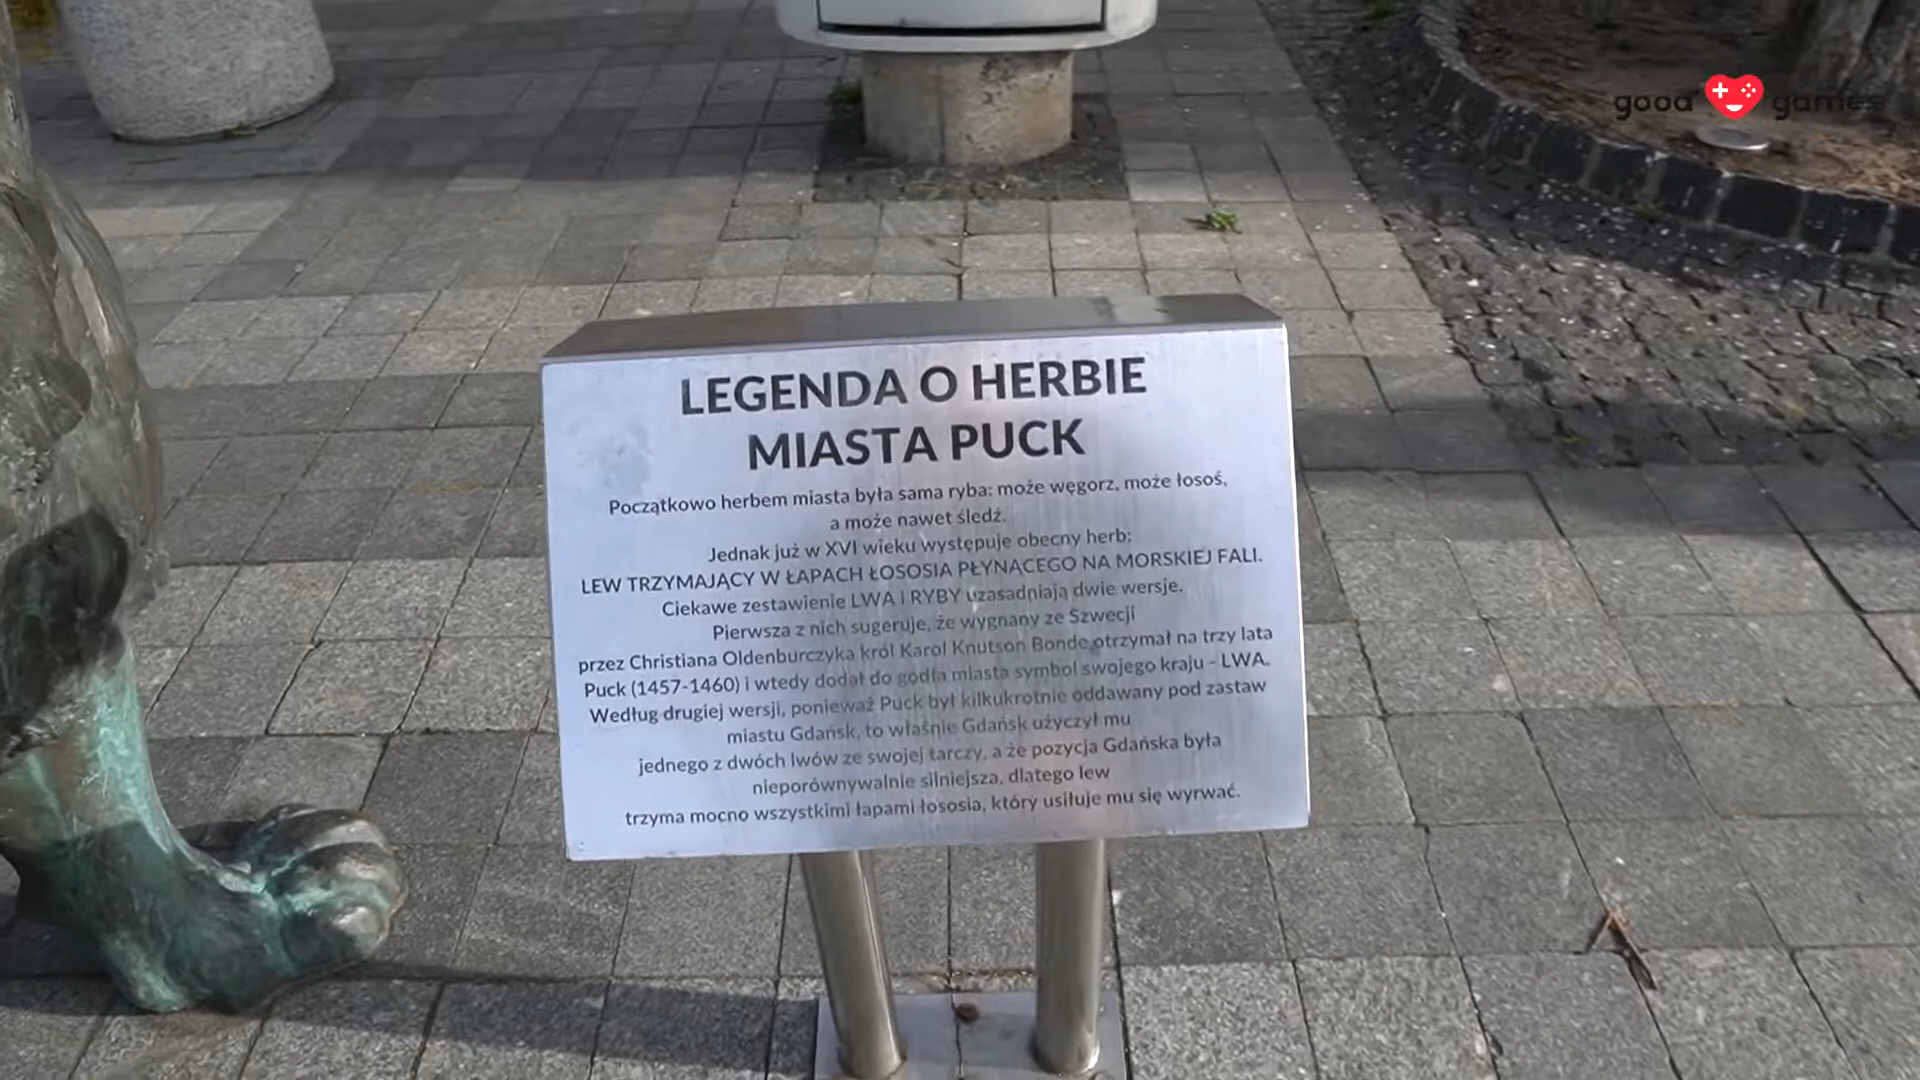 good games
LEGENDA O HERBIE
MIASTA PUCK
Początkowo herbem miasta była sama ryba: może węgorz, może łosoś,
a może nawet śledź.
Jednak już w XVI wieku występuje obecny herb:
LEW TRZYMAJĄCY W ŁAPACH ŁOSOSIA PŁYNĄCEGO NA MORSKIEJ FALI.
Ciekawe zestawienie LWA i RYBY uzasadniają dwie wersje.
Pierwsza z nich sugeruje, że wygnany ze Szwecji
przez Christiana Oldenburczyka król Karol Knutson Bonde otrzymał na trzy lata
Puck (1457-1460) i wtedy dodał do godła miasta symbol swojego kraju - LWA.
Według drugiej wersji, ponieważ Puck był kilkukrotnie oddawany pod zastaw
miastu Gdańsk, to właśnie Gdańsk użyczył mu
jednego z dwóch lwów ze swojej tarczy, a że pozycja Gdańska była
nieporównywalnie silniejsza, dlatego lew
trzyma mocno wszystkimi łapami łososia, który usiłuje mu się wyrwać.